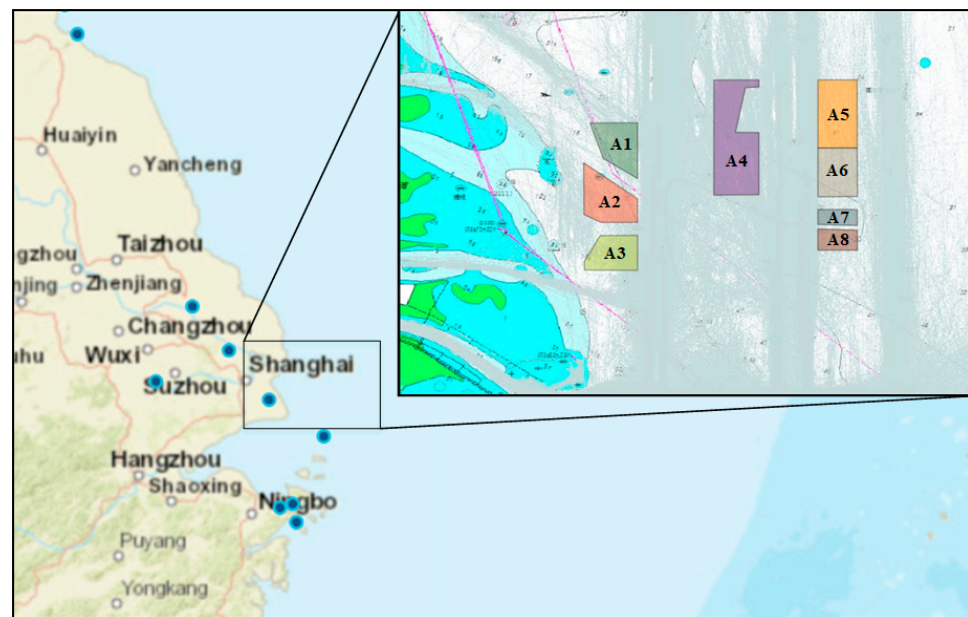 Huaiyin
Yancheng
Taizhou
gzhou
Zhenjiang
njing
Changzhou
uhu
Wuxi
Suzhou
Shanghai
Hangzhou
Shaoxing
Ningbo
Puyang
Yongkang
A1
A2
A3
A4
A5
A6
A7
A8